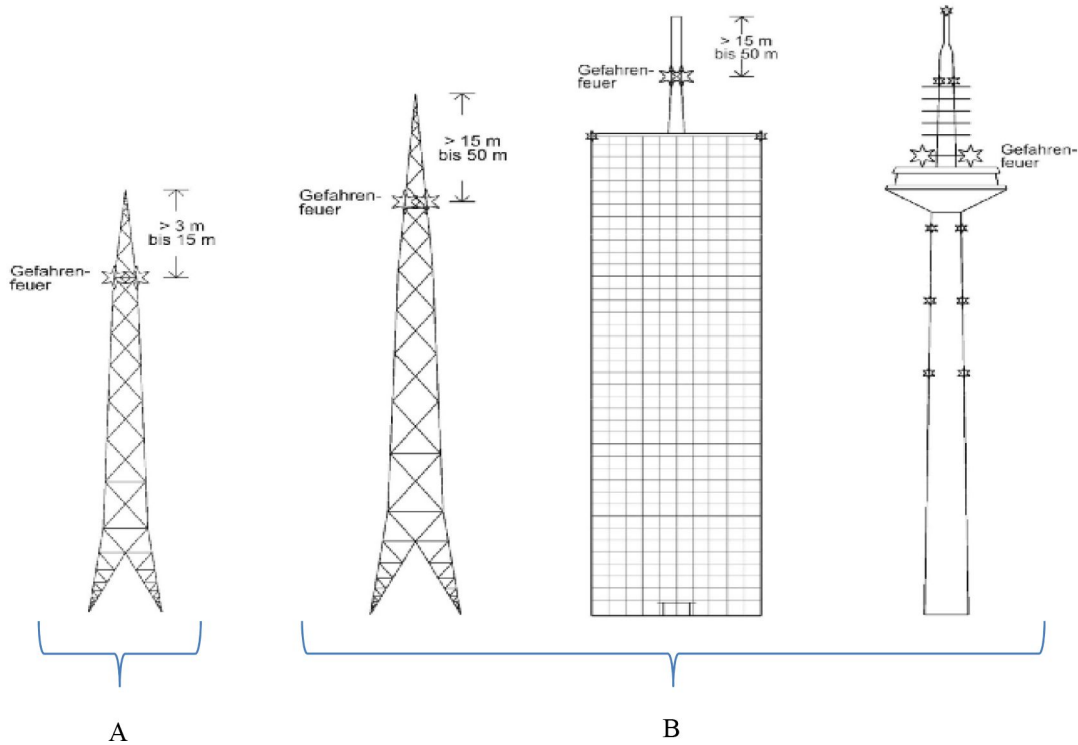 > 3 m
bis 15 m
Gefahren-
feuer
> 15 m
bis 50 m
Gefahren-
feuer
> 15 m
bis 50 m
Gefahren-
feuer
Gefahren-
feuer
A
B